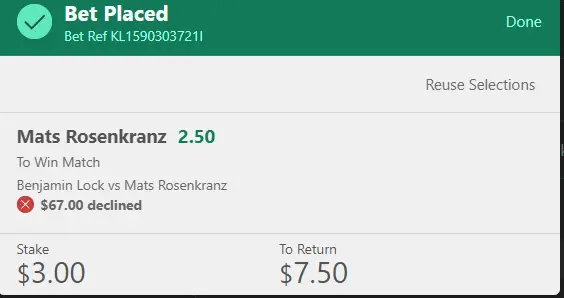 Bet Placed
Done
Bet Ref KL1590303721I
Reuse Selections
Mats Rosenkranz 2.50
To Win Match
Benjamin Lock vs Mats Rosenkranz
$67.00 declined
Stake
To Return
$3.00
$7.50